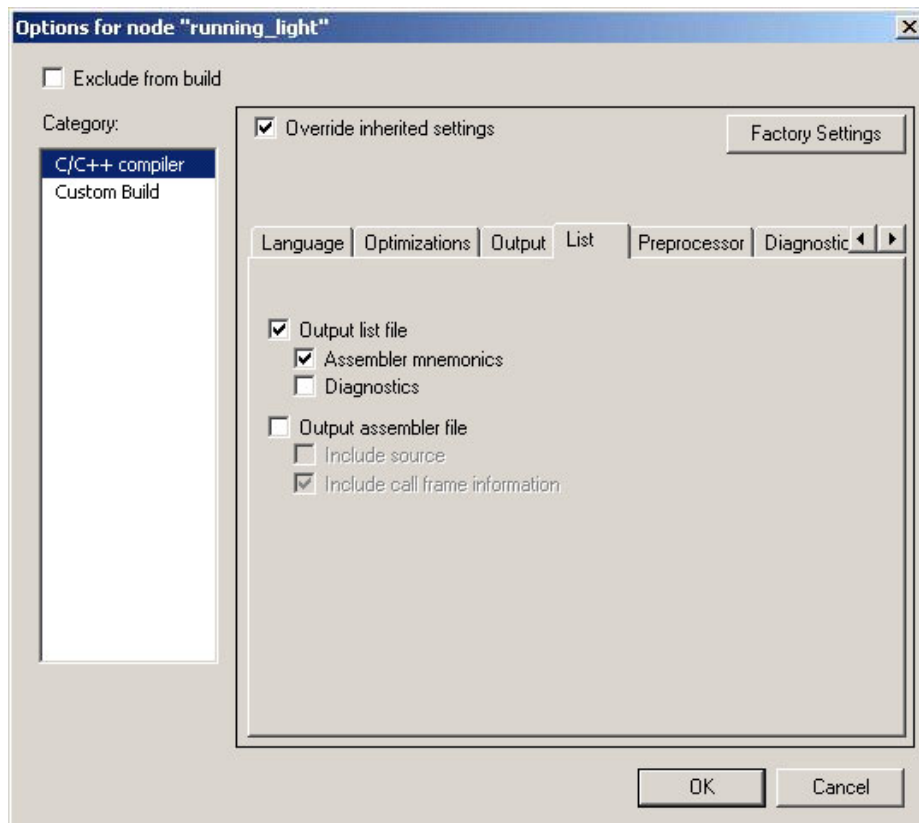 Options for node "running_light"
Exclude from build
Category:
C/C++ compiler
Custom Build
Override inherited settings
Factory Settings
Language
Optimizations
Output
List
Preprocessor
Diagnostic
Output list file
Assembler mnemonics
Diagnostics
Output assembler file
Include source
Include call frame information
OK
Cancel